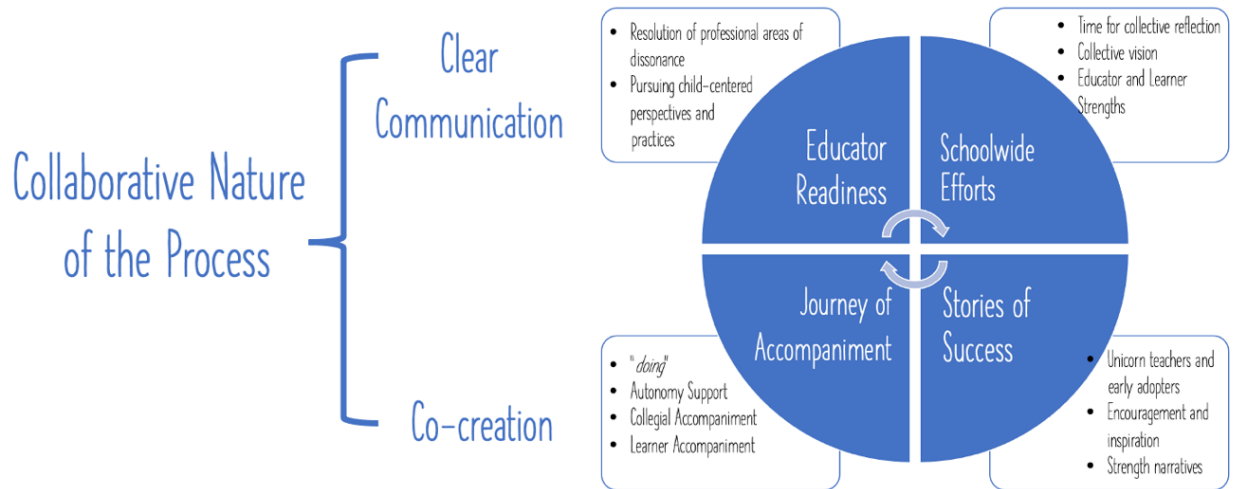 Collaborative Nature
of the Process
Clear
Communication
Co-creation
• Resolution of professional areas of
dissonance
• Pursuing child-centered
perspectives and
practices
Educator
Readiness
• Time for collective reflection
• Collective vision
• Educator and Learner
Strengths
Schoolwide
Efforts
Journey of
Accompaniment
• "doing"
• Autonomy Support
• Collegial Accompaniment
• Learner Accompaniment
Stories of
Success
• Unicorn teachers and
early adopters
• Encouragement and
inspiration
• Strength narratives